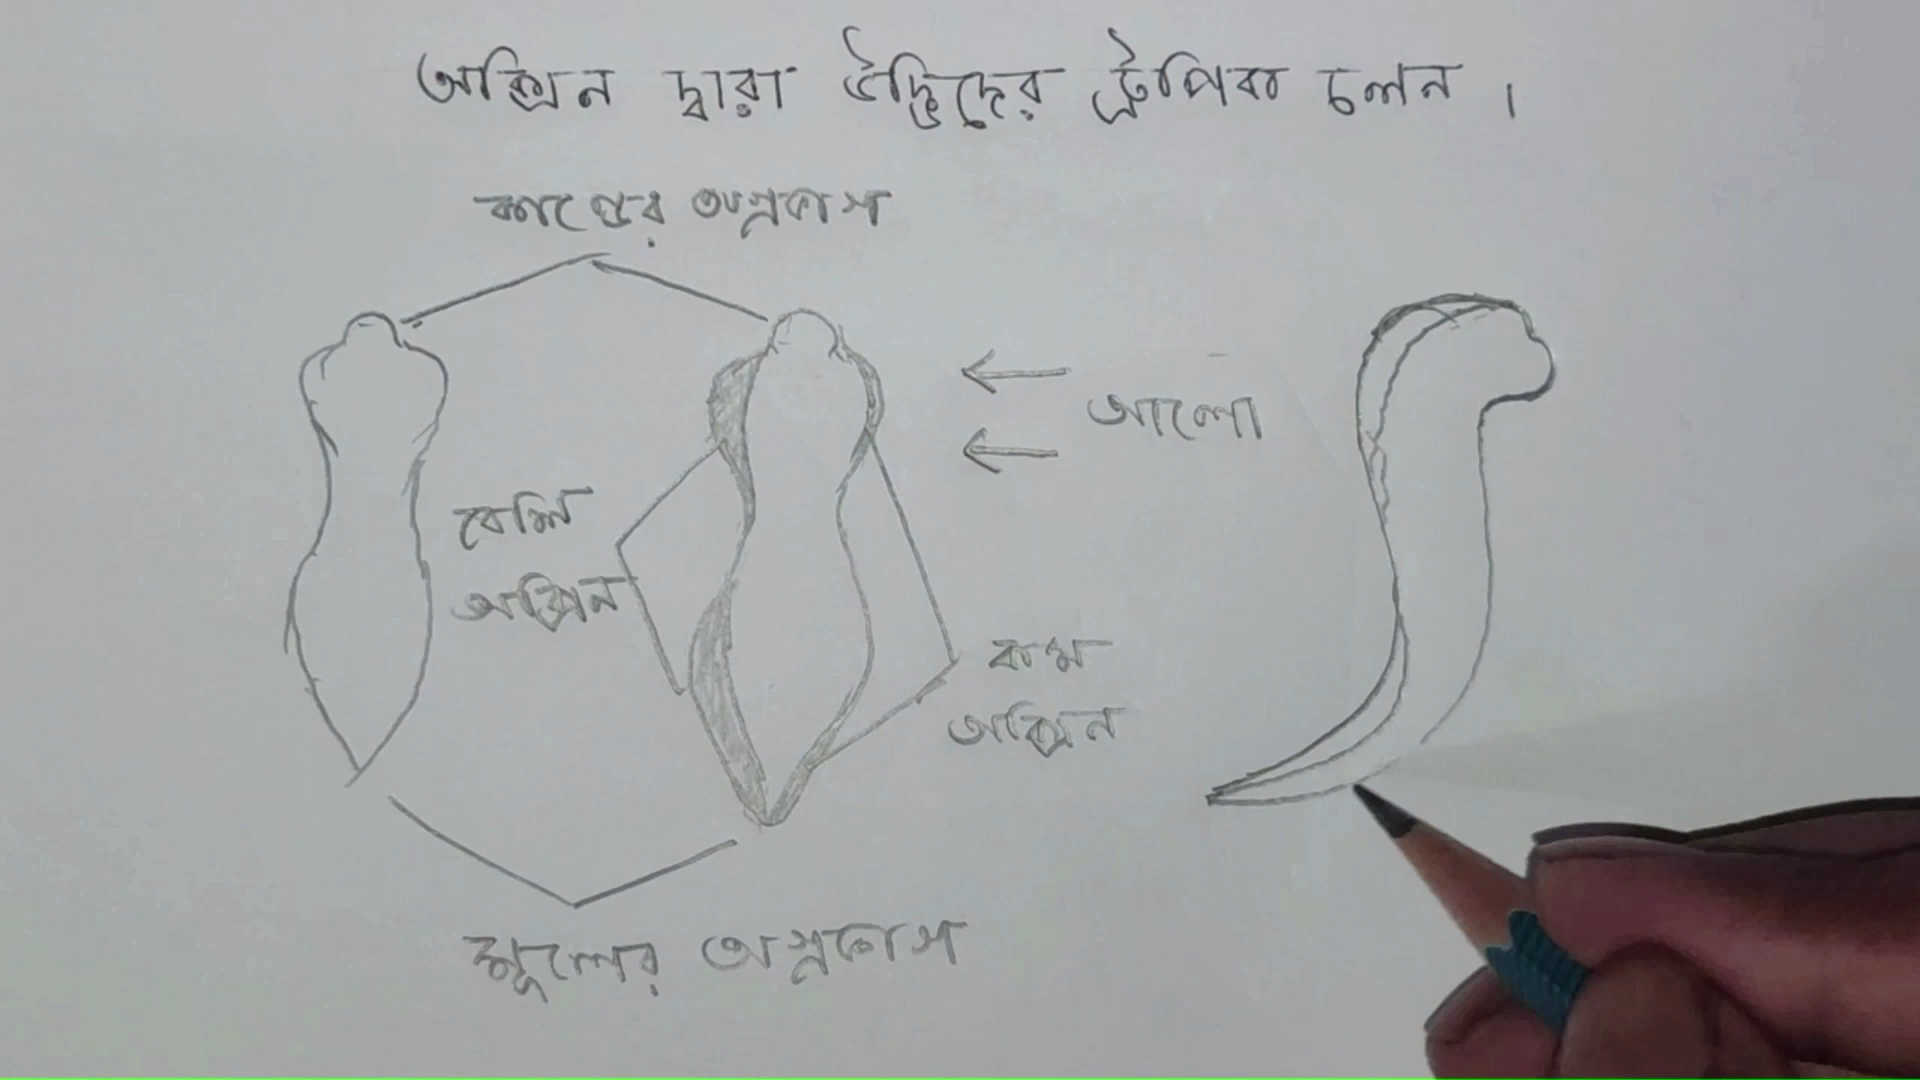 অক্সিন দ্বারা উদ্ভিদের ট্রপিক চলন ।
কাণ্ডের অগ্রভাগ
আলো
বেশি
অক্সিন
কম
অক্সিন
মূলের অগ্রভাগ